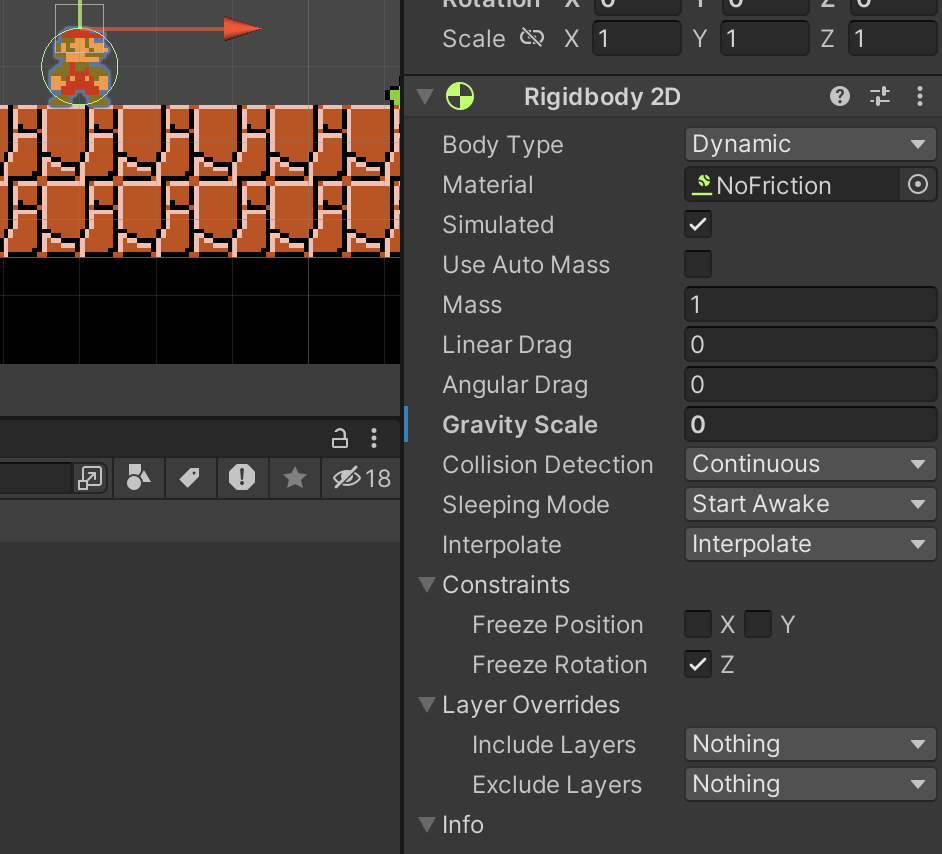 Rotation X 0 Y 0 Z 0
Scale X 1 Y 1 Z 1
Rigidbody 2D
Body Type Dynamic
Material NoFriction
Simulated
Use Auto Mass
Mass 1
Linear Drag 0
Angular Drag 0
Gravity Scale 0
Collision Detection Continuous
18
Sleeping Mode Start Awake
Interpolate Interpolate
Constraints
Freeze Position X Y
Freeze Rotation Z
Layer Overrides
Include Layers Nothing
Exclude Layers Nothing
Info